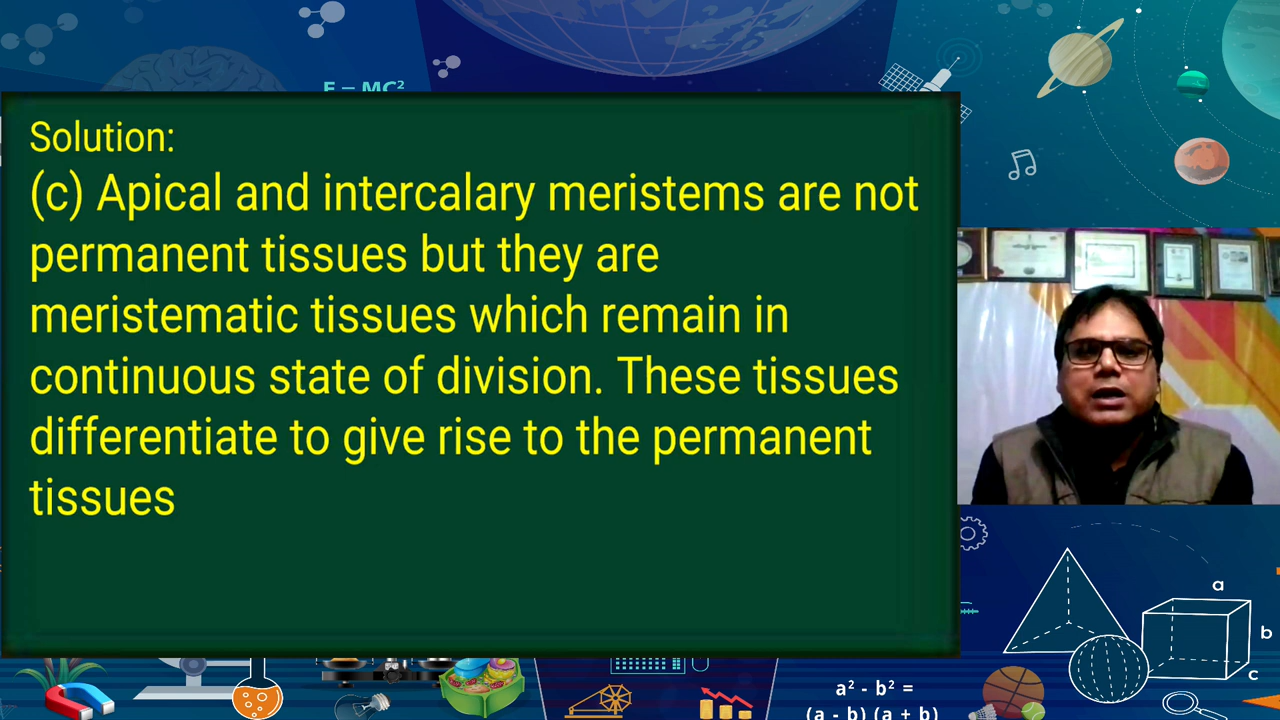 E = MC²
Solution:
(c) Apical and intercalary meristems are not
permanent tissues but they are
meristematic tissues which remain in
continuous state of division. These tissues
differentiate to give rise to the permanent
tissues
a
b
c
a² - b² =
(a - b) (a + b)